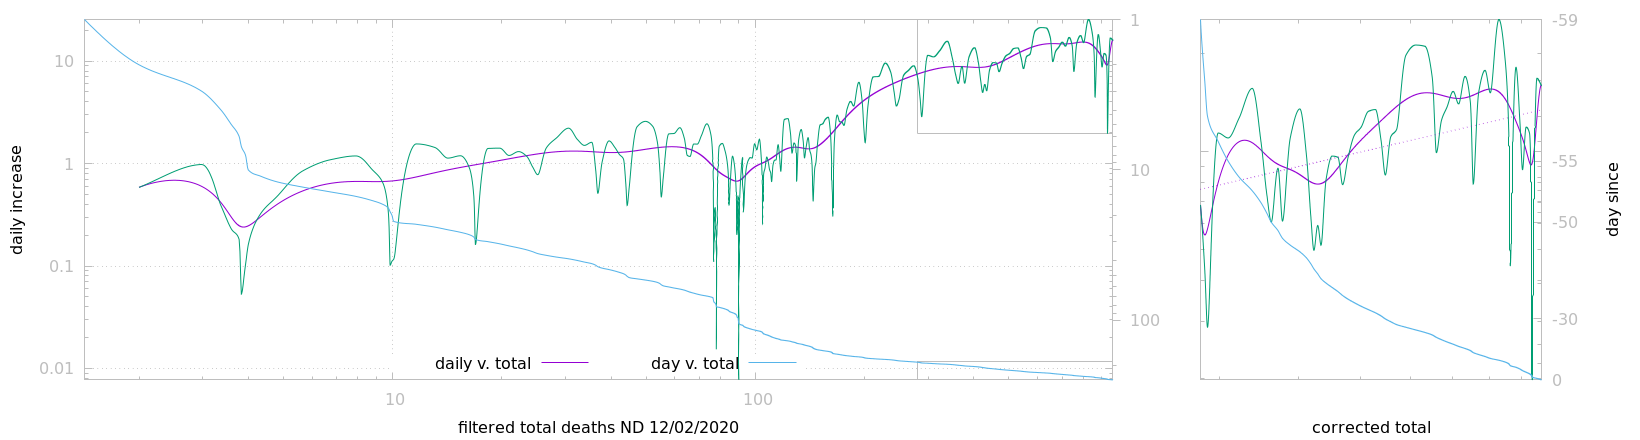 10
1
0.1
0.01
daily increase
daily v. total
day v. total
10
100
filtered total deaths ND 12/02/2020
1
10
100
-59
-55
-50
-30
0
day since
corrected total